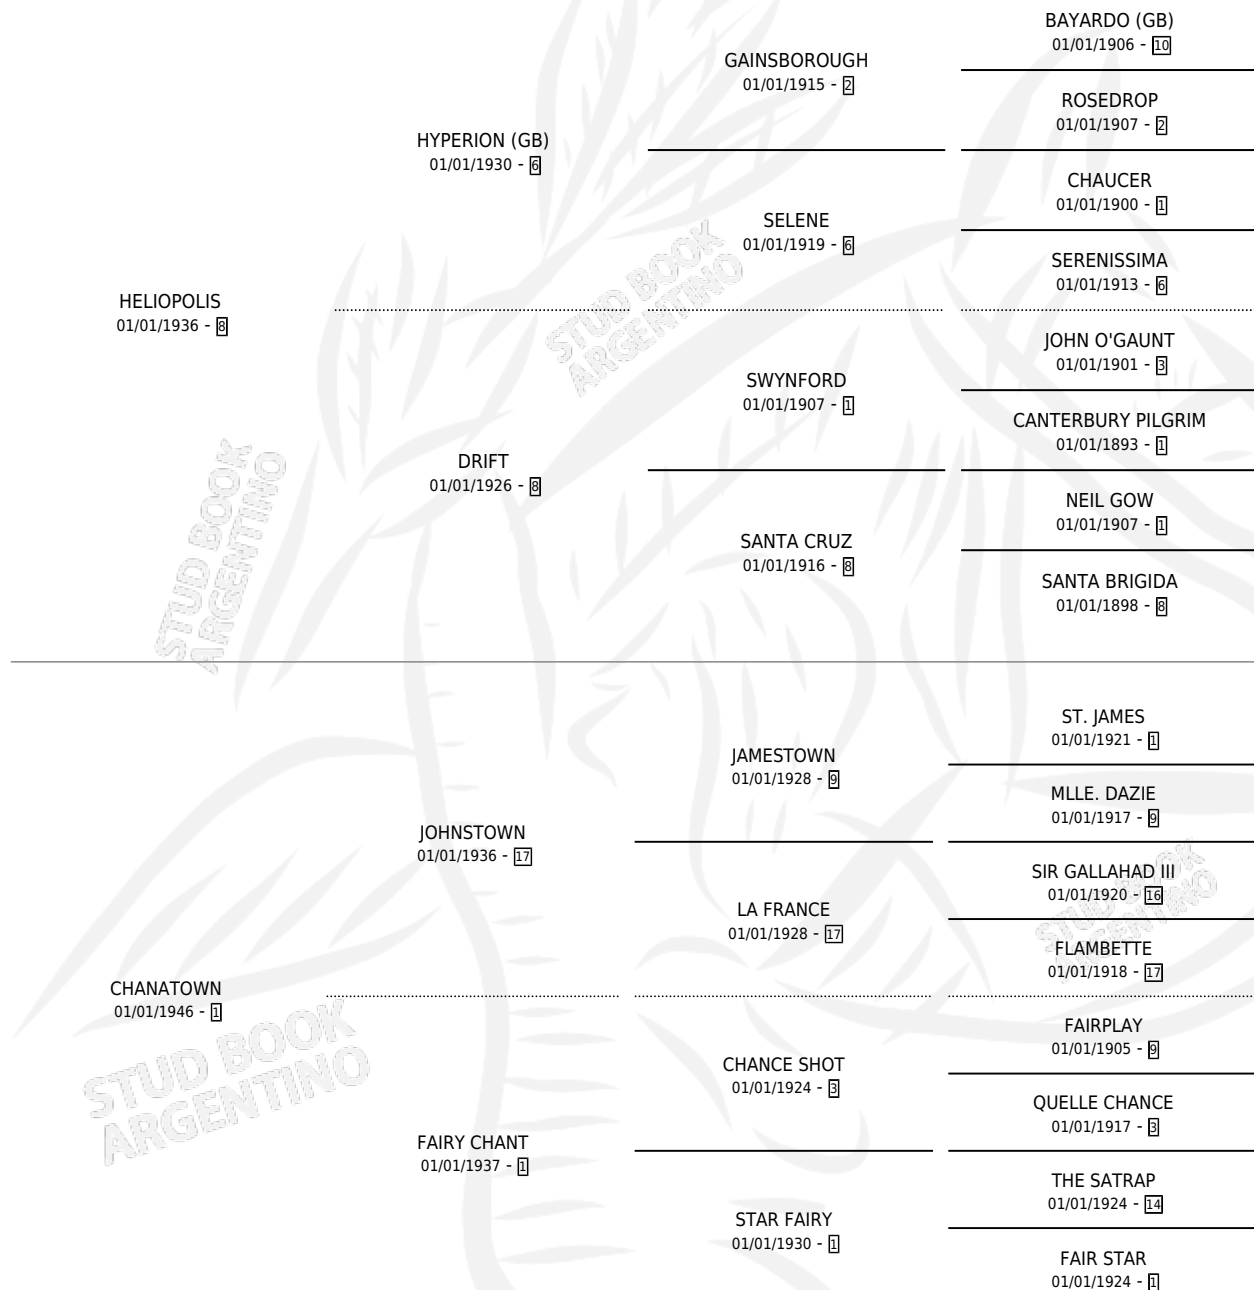 BAYARDO (GB)
01/01/1906 - 10
GAINSBOROUGH
01/01/1915 - 2
ROSEDROP
01/01/1907 - 2
HYPERION (GB)
01/01/1930 - 6
CHAUCER
01/01/1900 - 1
SELENE
01/01/1919 - 6
SERENISSIMA
01/01/1913 - 6
HELIOPOLIS
01/01/1936 - 8
JOHN O'GAUNT
01/01/1901 - 3
SWYNFORD
01/01/1907 - 1
CANTERBURY PILGRIM
01/01/1893 - 1
DRIFT
01/01/1926 - 8
NEIL GOW
01/01/1907 - 1
SANTA CRUZ
01/01/1916 - 8
SANTA BRIGIDA
01/01/1898 - 8
ST. JAMES
01/01/1921 - 1
JAMESTOWN
01/01/1928 - 9
MLLE. DAZIE
01/01/1917 - 9
JOHNSTOWN
01/01/1936 - 17
SIR GALLAHAD III
01/01/1920 - 16
LA FRANCE
01/01/1928 - 17
FLAMBETTE
01/01/1918 - 17
CHANATOWN
01/01/1946 - 1
FAIRPLAY
01/01/1905 - 9
CHANCE SHOT
01/01/1924 - 3
QUELLE CHANCE
01/01/1917 - 3
FAIRY CHANT
01/01/1937 - 1
THE SATRAP
01/01/1924 - 14
STAR FAIRY
01/01/1930 - 1
FAIR STAR
01/01/1924 - 1
STUD BOOK
ARGENTINO
STUD BOOK
ARGENTINO
STUD BOOK
ARGENTINO
STUD BOOK
ARGENTINO